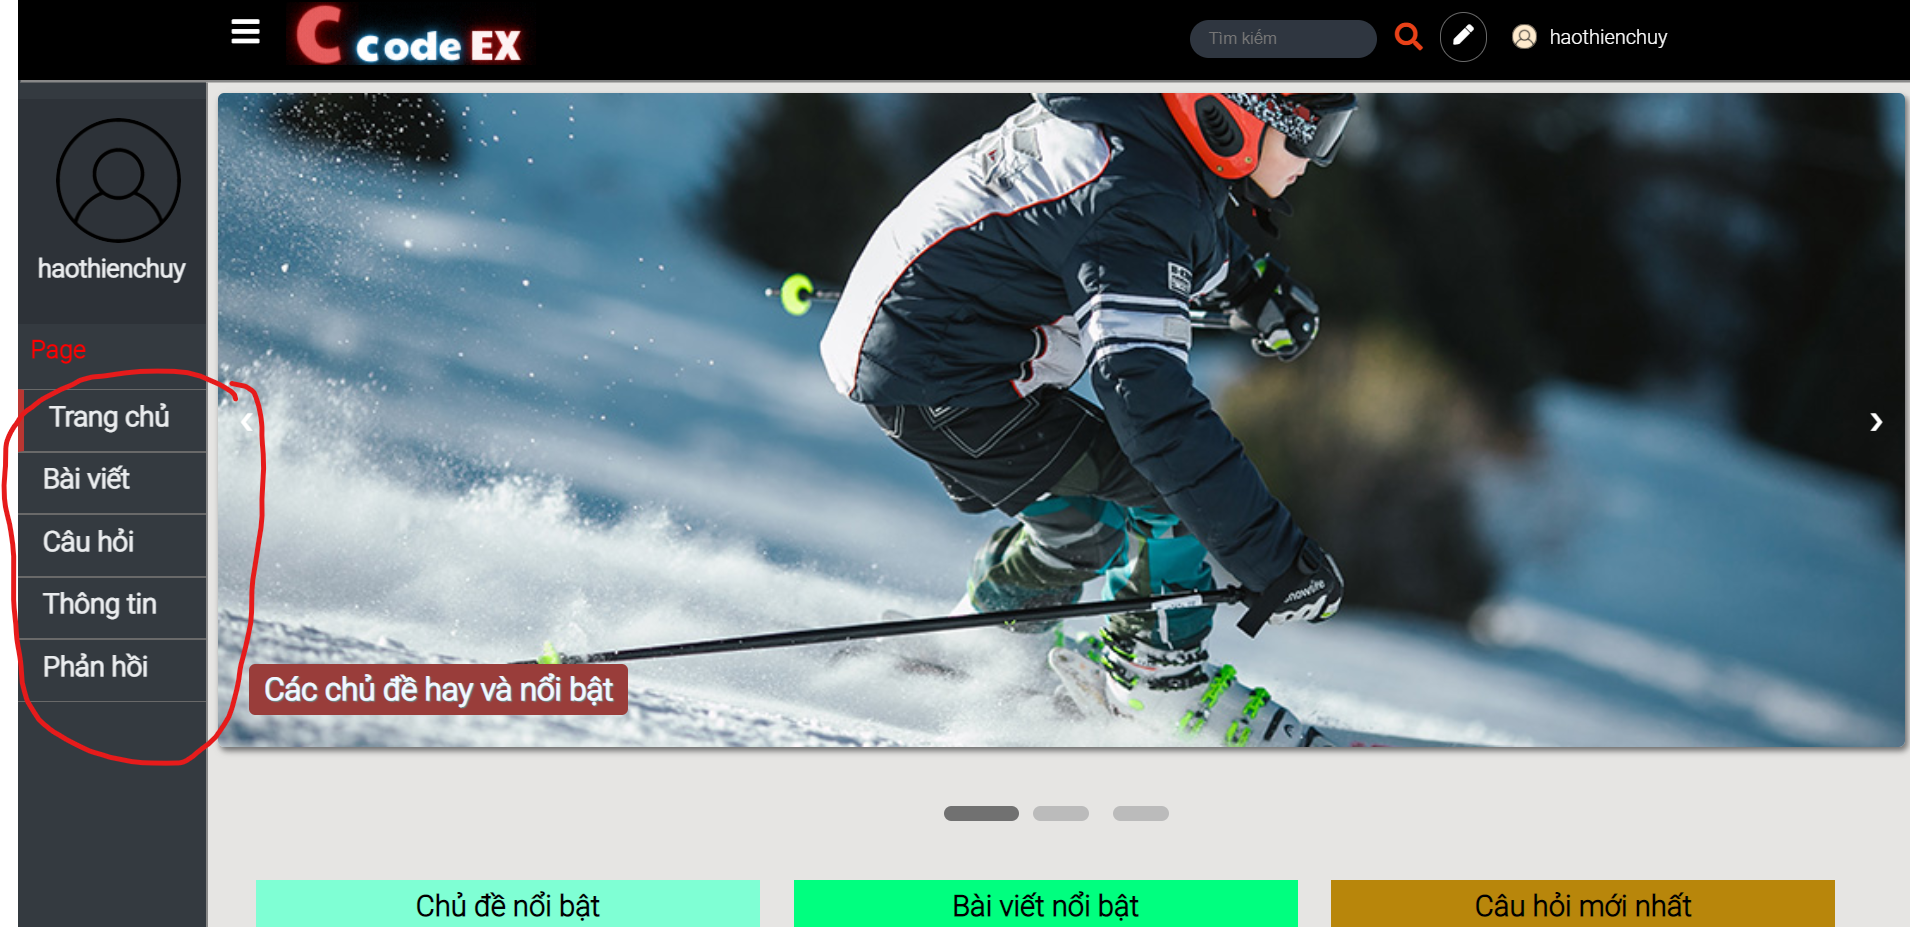 C Code EX
Tìm kiếm
haothienchuy
haothienchuy
Page
Trang chủ
Bài viết
Câu hỏi
Thông tin
Phản hồi
Các chủ đề hay và nổi bật
Chủ đề nổi bật
Bài viết nổi bật
Câu hỏi mới nhất